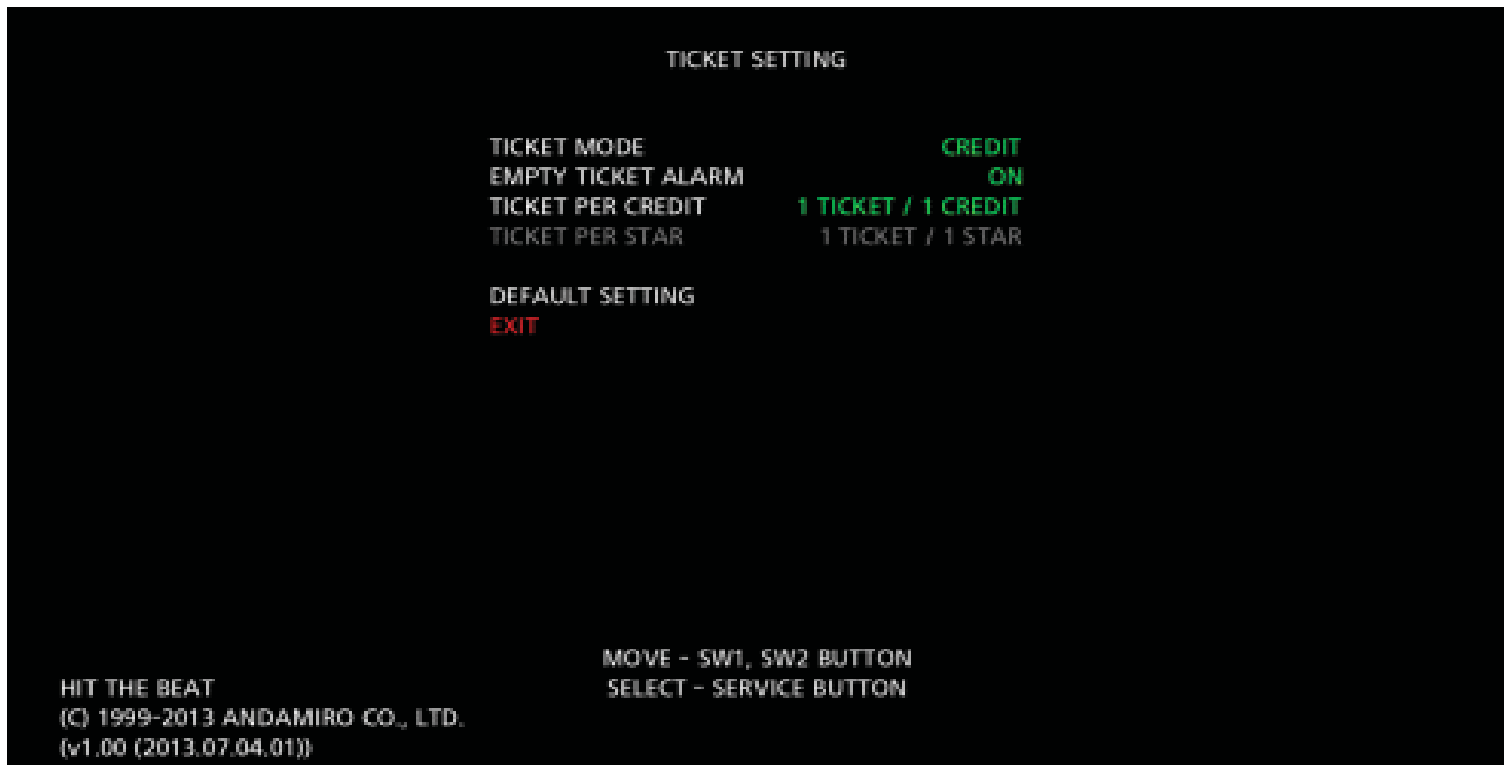 TICKET SETTING
TICKET MODE CREDIT
EMPTY TICKET ALARM ON
TICKET PER CREDIT 1 TICKET / 1 CREDIT
TICKET PER STAR 1 TICKET / 1 STAR
DEFAULT SETTING
EXIT
MOVE - SW1, SW2 BUTTON
SELECT - SERVICE BUTTON
HIT THE BEAT
(C) 1999-2013 ANDAMIRO CO., LTD.
(v1.00 (2013.07.04.01))